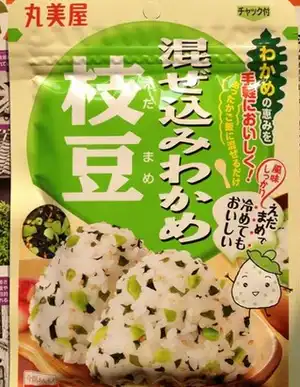 丸美屋
チャック付
わかめの恵みを
手軽においしく！
あったかご飯に混ぜるだけ
混ぜ込みわかめ
枝豆
えだ まめ
風味
しっかり！
えだ
まめで
冷めても
おいしい